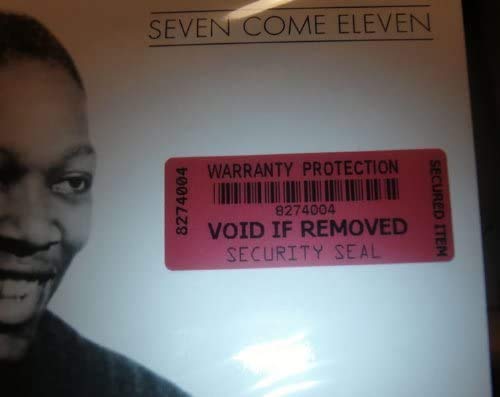 SEVEN COME ELEVEN
WARRANTY PROTECTION
8274004
8274004
VOID IF REMOVED
SECURITY SEAL
SECURED ITEM